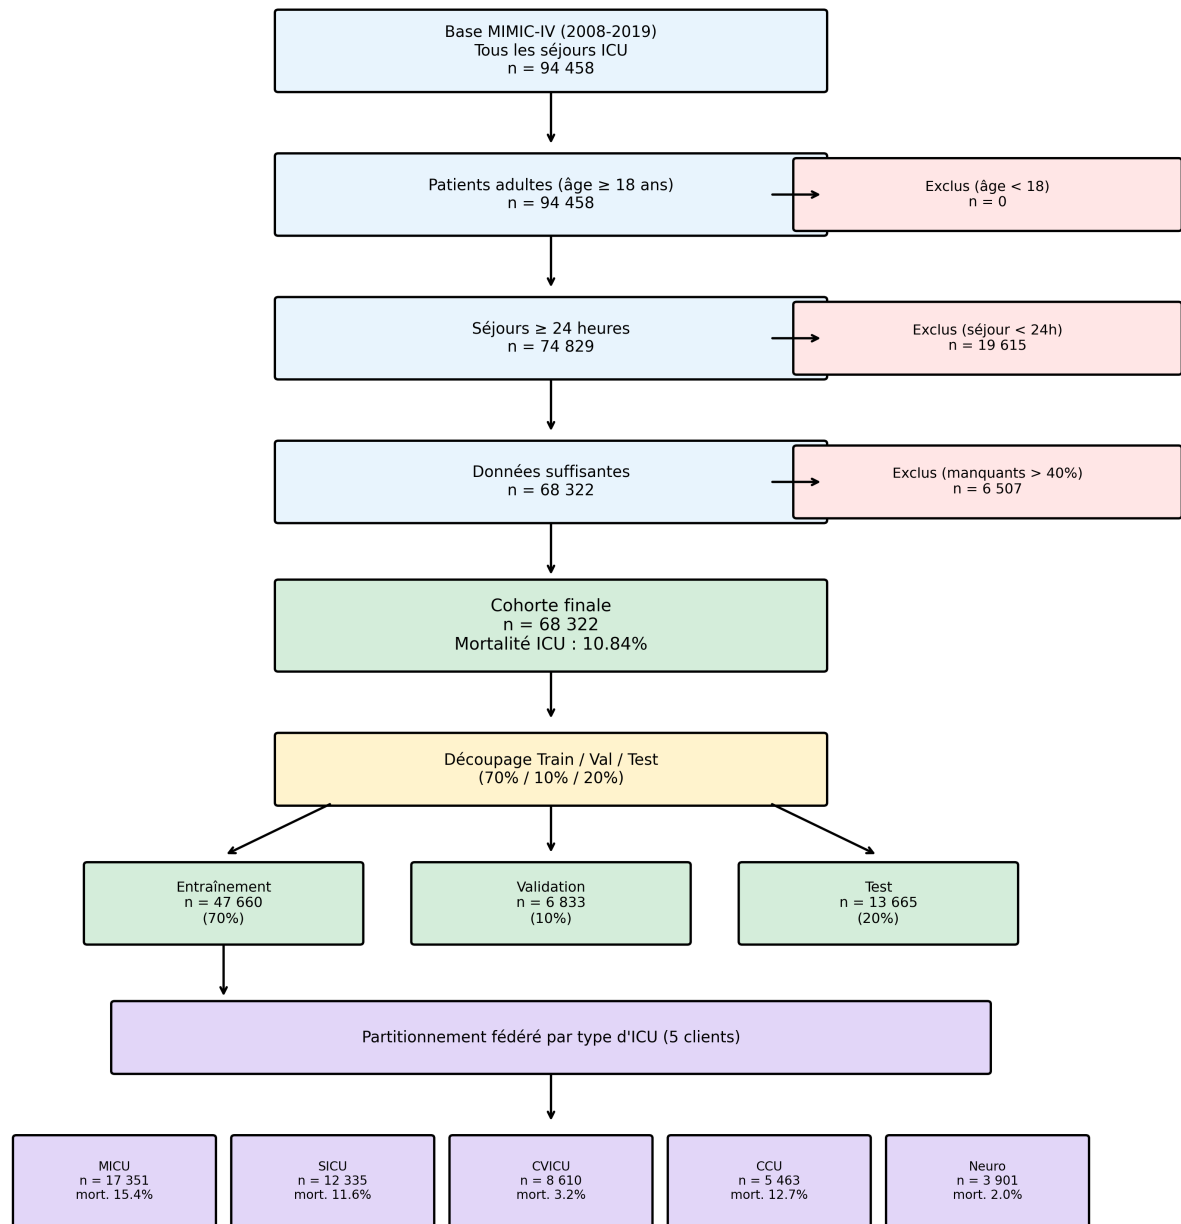 Base MIMIC-IV (2008-2019)
Tous les séjours ICU
n = 94 458
Patients adultes (âge ≥ 18 ans)
n = 94 458
Exclus (âge < 18)
n = 0
Séjours ≥ 24 heures
n = 74 829
Exclus (séjour < 24h)
n = 19 615
Données suffisantes
n = 68 322
Exclus (manquants > 40%)
n = 6 507
Cohorte finale
n = 68 322
Mortalité ICU : 10.84%
Découpage Train / Val / Test
(70% / 10% / 20%)
Entraînement
n = 47 660
(70%)
Validation
n = 6 833
(10%)
Test
n = 13 665
(20%)
Partitionnement fédéré par type d'ICU (5 clients)
MICU
n = 17 351
mort. 15.4%
SICU
n = 12 335
mort. 11.6%
CVICU
n = 8 610
mort. 3.2%
CCU
n = 5 463
mort. 12.7%
Neuro
n = 3 901
mort. 2.0%